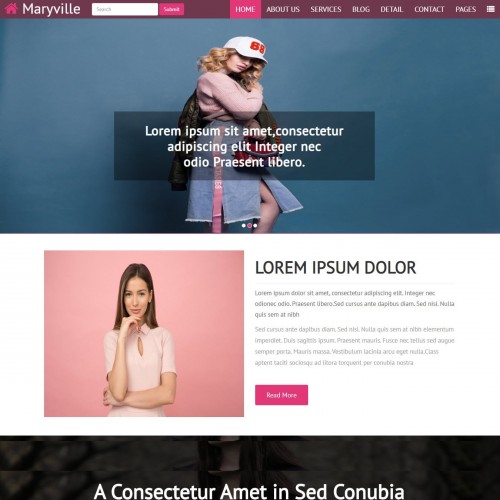 Maryville
Search
Submit
HOME
ABOUT US
SERVICES
BLOG
DETAIL
CONTACT
PAGES
Lorem ipsum sit amet,consectetur
adipiscing elit Integer nec
odio Praesent libero.
LOREM IPSUM DOLOR
Lorem ipsum dolor sit amet, consectetur adipiscing elit. Integer nec
odionec odio. Praesent libero.Sed cursus ante dapibus diam. Sed nisi. Nulla
quis sem at nibh
Sed cursus ante dapibus diam. Sed nisi. Nulla quis sem at nibh elementum
imperdiet. Duis sagittis ipsum. Praesent mauris. Fusce nec tellus sed augue
semper porta. Mauris massa. Vestibulum lacinia arcu eget nulla.Class
aptent taciti sociosqu ad litora torquent per conubia nostra
Read More
A Consectetur Amet in Sed Conubia